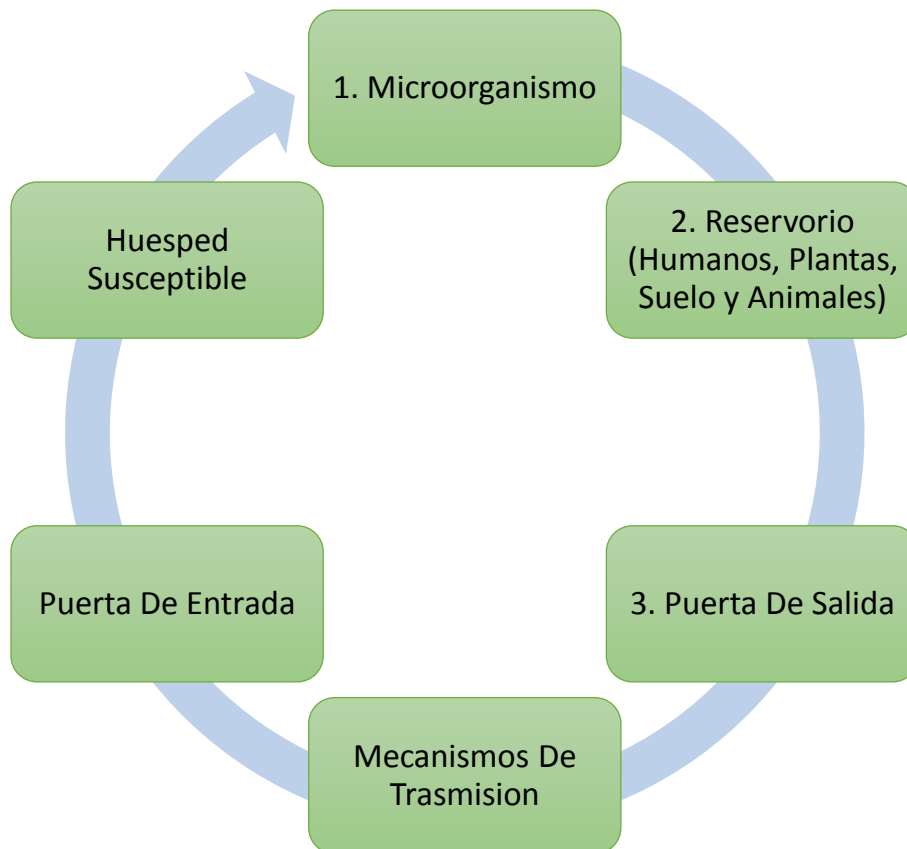 1. Microorganismo
2. Reservorio
(Humanos, Plantas,
Suelo y Animales)
3. Puerta De Salida
Mecanismos De
Trasmision
Puerta De Entrada
Huesped
Susceptible